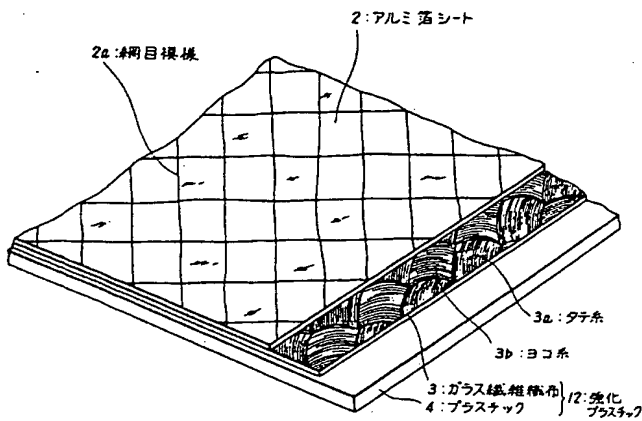 2:アルミ箔シート
2a:網目模様
3a:タテ糸
3b:ヨコ糸
3:ガラス繊維織布
4:プラスチック
12:強化
プラスチック